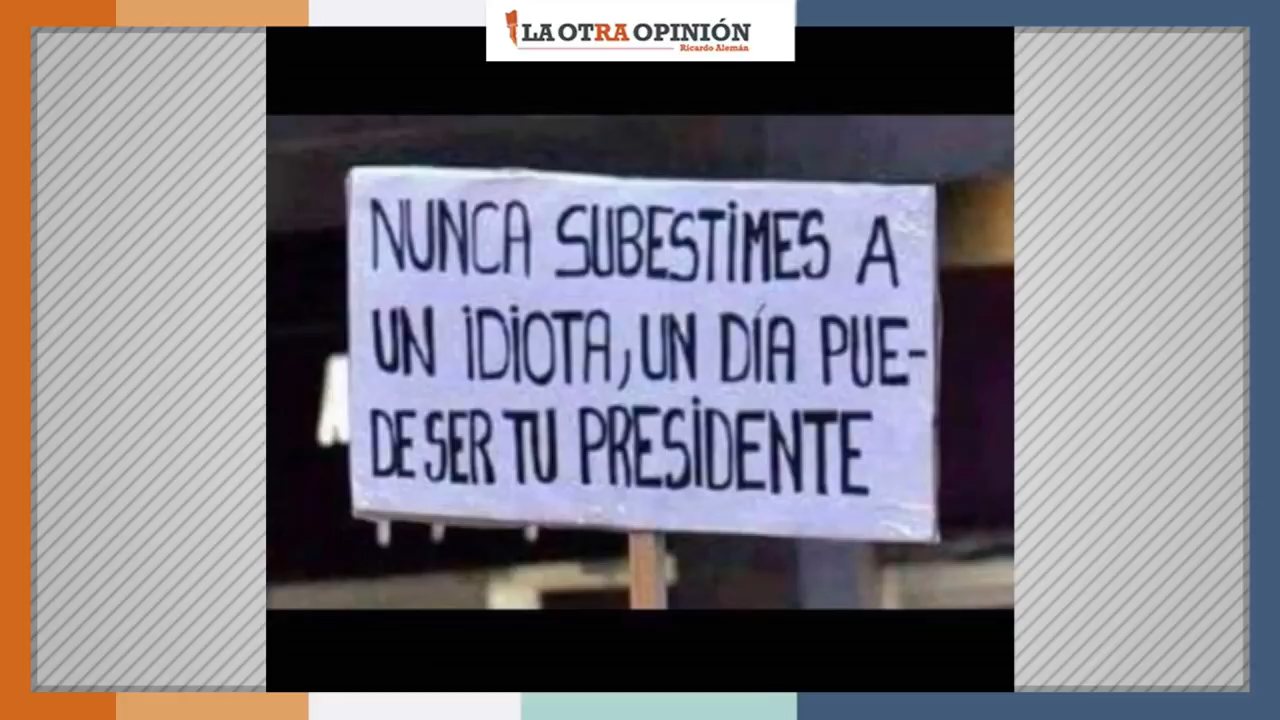 LA OTRA OPINIÓN
Ricardo Alemán
NUNCA SUBESTIMES A
UN IDIOTA, UN DÍA PUE-
DE SER TU PRESIDENTE